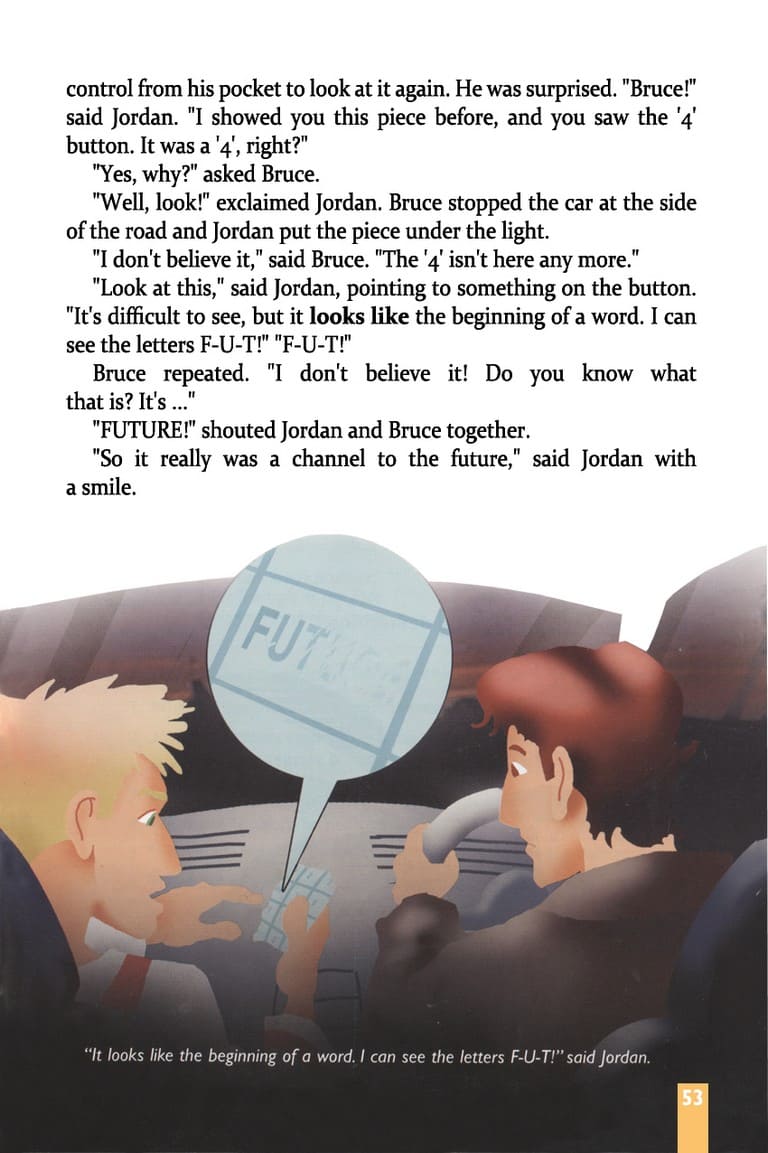 control from his pocket to look at it again. He was surprised. "Bruce!"
said Jordan. "I showed you this piece before, and you saw the '4'
button. It was a '4', right?"
"Yes, why?" asked Bruce.
"Well, look!" exclaimed Jordan. Bruce stopped the car at the side
of the road and Jordan put the piece under the light.
"I don't believe it," said Bruce. "The '4' isn't here any more."
"Look at this," said Jordan, pointing to something on the button.
"It's difficult to see, but it looks like the beginning of a word. I can
see the letters F-U-T!" "F-U-T!"
Bruce repeated. "I don't believe it! Do you know what
that is? It's ..."
"FUTURE!" shouted Jordan and Bruce together.
"So it really was a channel to the future," said Jordan with
a smile.
FUT
“It looks like the beginning of a word. I can see the letters F-U-T!” said Jordan.
53